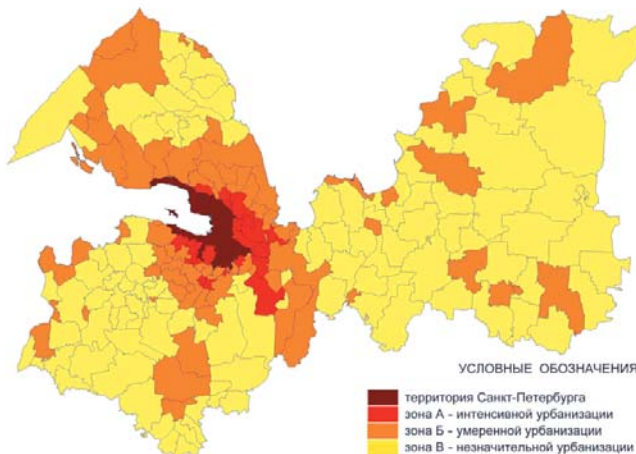 УСЛОВНЫЕ ОБОЗНАЧЕНИЯ
территория Санкт-Петербурга
зона А - интенсивной урбанизации
зона Б - умеренной урбанизации
зона В - незначительной урбанизации